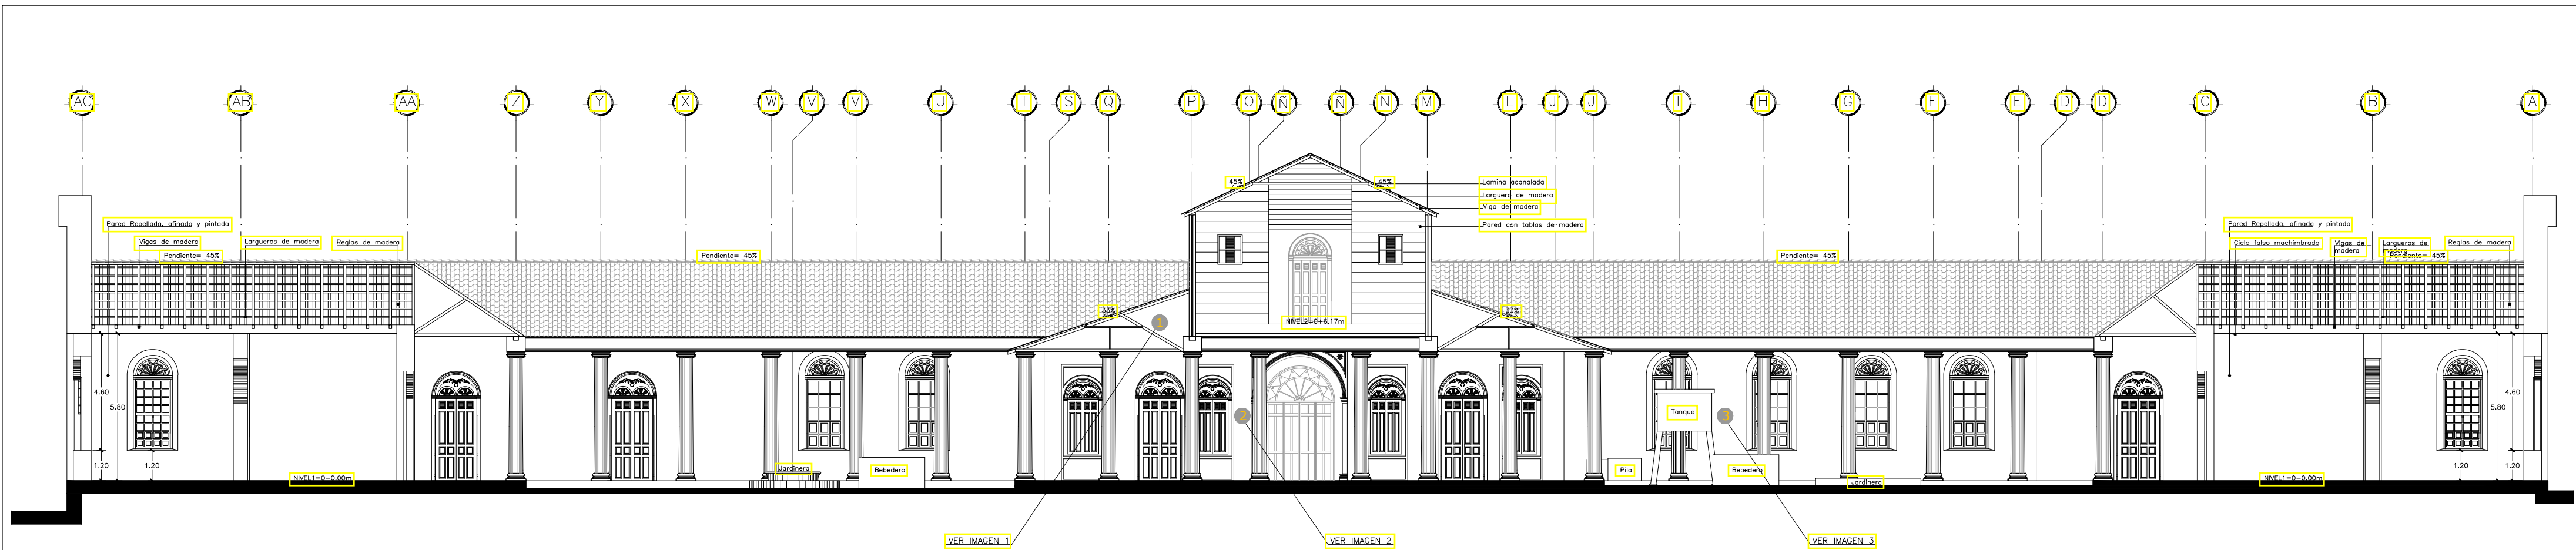 AC AB AA Z Y X W V' V U T S Q P O Ñ' Ñ N M L J' J I H G F E D' D C B A
45% 45%
Lamina acanalada
Larguero de madera
Viga de madera
Pared con tablas de madera
Pared Repellada, afinada y pintada
Vigas de madera
Largueros de madera
Reglas de madera
Pendiente= 45%
Pendiente= 45%
Pendiente= 45%
Pared Repellada, afinada y pintada
Cielo falso machimbrado
Vigas de
madera
Largueros de
madera
Reglas de madera
Pendiente= 45%
33%
33%
1
NIVEL2=0+6.17m
4.60
5.80
1.20
1.20
2
3
Tanque
4.60
5.80
1.20
1.20
Jardinera
Bebedero
Pila
Bebedero
Jardinera
NIVEL1=0-0.00m
NIVEL1=0-0.00m
VER IMAGEN 1
VER IMAGEN 2
VER IMAGEN 3